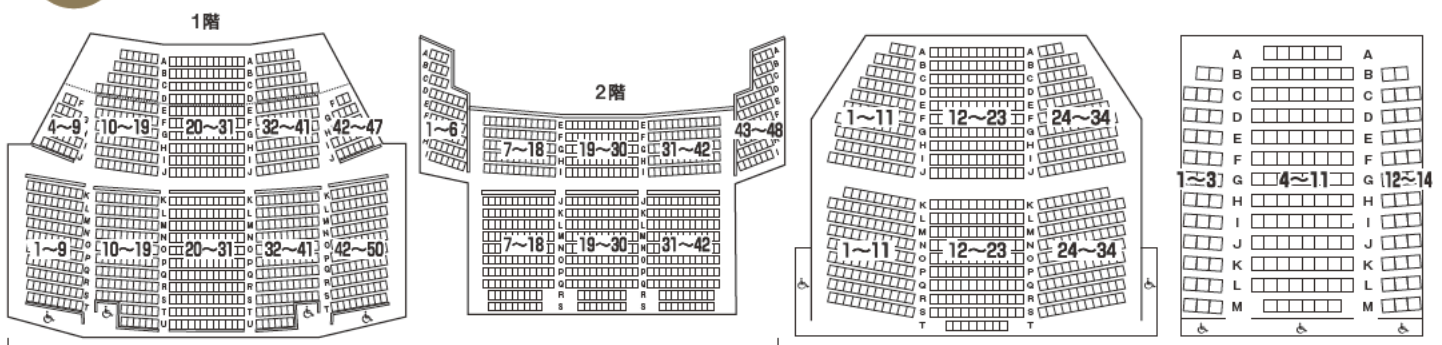 1階
A A
B B
C C
D D
E E
F F F F
G G
H H
J J
4〜9 10〜19 20〜31 32〜41 42〜47
K K K K
L L L L
M M M M
N N N N
O O O O
P P P P
Q Q Q Q
R R R R
S S S S
T T T T
U U
1〜9 10〜19 20〜31 32〜41 42〜50
2階
A A
B B
C C
D D
E E
F F
H H
I I
1〜6 43〜48
E E
F F
G G
H H
I I
7〜18 19〜30 31〜42
J J
K K
L L
M M
N N
O O
P P
Q Q
R R
S S
7〜18 19〜30 31〜42
A A
B B
C C
D D
E E
F F
G G
H H
I I
J J
1〜11 12〜23 24〜34
K K
L L
M M
N N
O O
P P
Q Q
R R
S S
T T
1〜11 12〜23 24〜34
A A
B B
C C
D D
E E
F F
1〜3 G 4〜11 G 12〜14
H H
I I
J J
K K
L L
M M